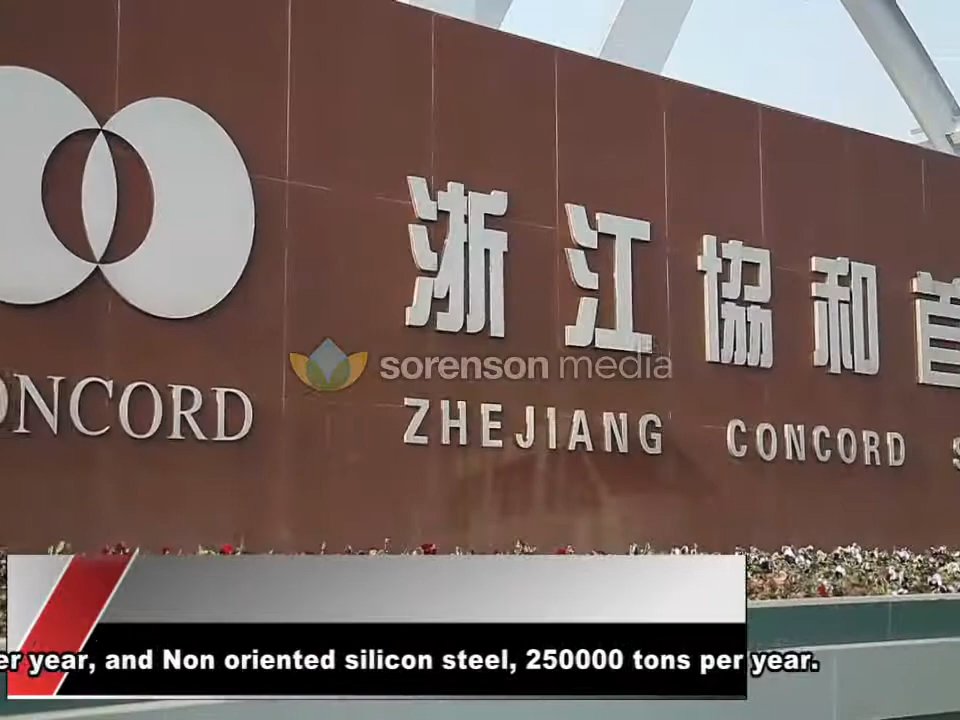 浙江協和首
ONCORD
sorenson media
ZHEJIANG CONCORD S
er year, and Non oriented silicon steel, 250000 tons per year.